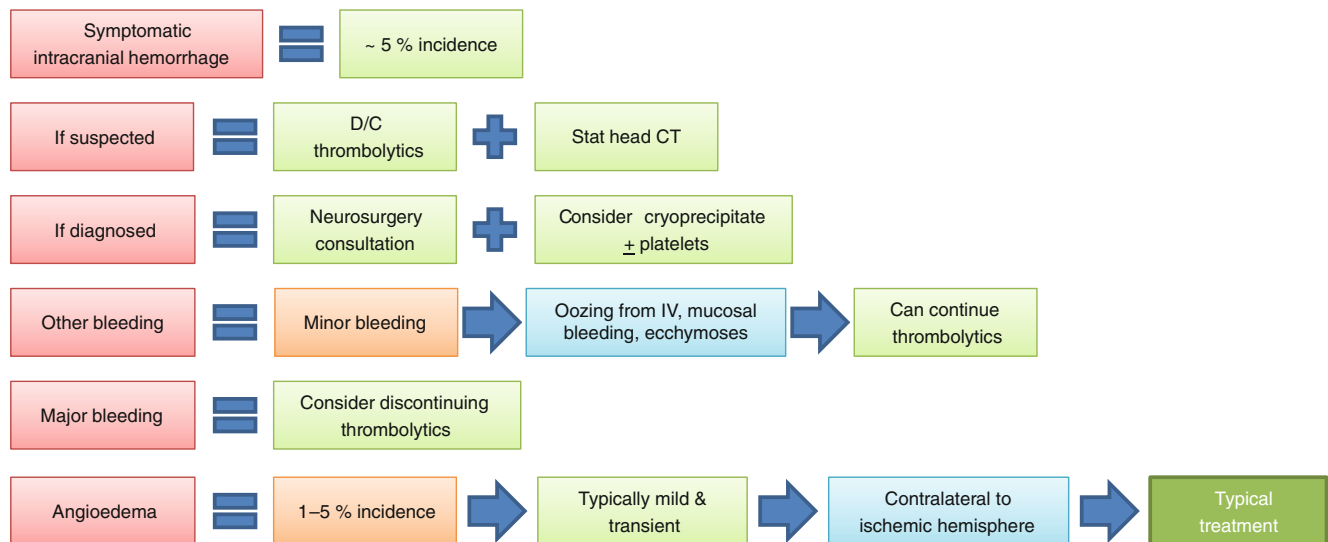 Symptomatic
intracranial hemorrhage
~ 5 % incidence
If suspected
D/C
thrombolytics
Stat head CT
If diagnosed
Neurosurgery
consultation
Consider cryoprecipitate
+ platelets
Other bleeding
Minor bleeding
Oozing from IV, mucosal
bleeding, ecchymoses
Can continue
thrombolytics
Major bleeding
Consider discontinuing
thrombolytics
Angioedema
1–5 % incidence
Typically mild &
transient
Contralateral to
ischemic hemisphere
Typical
treatment